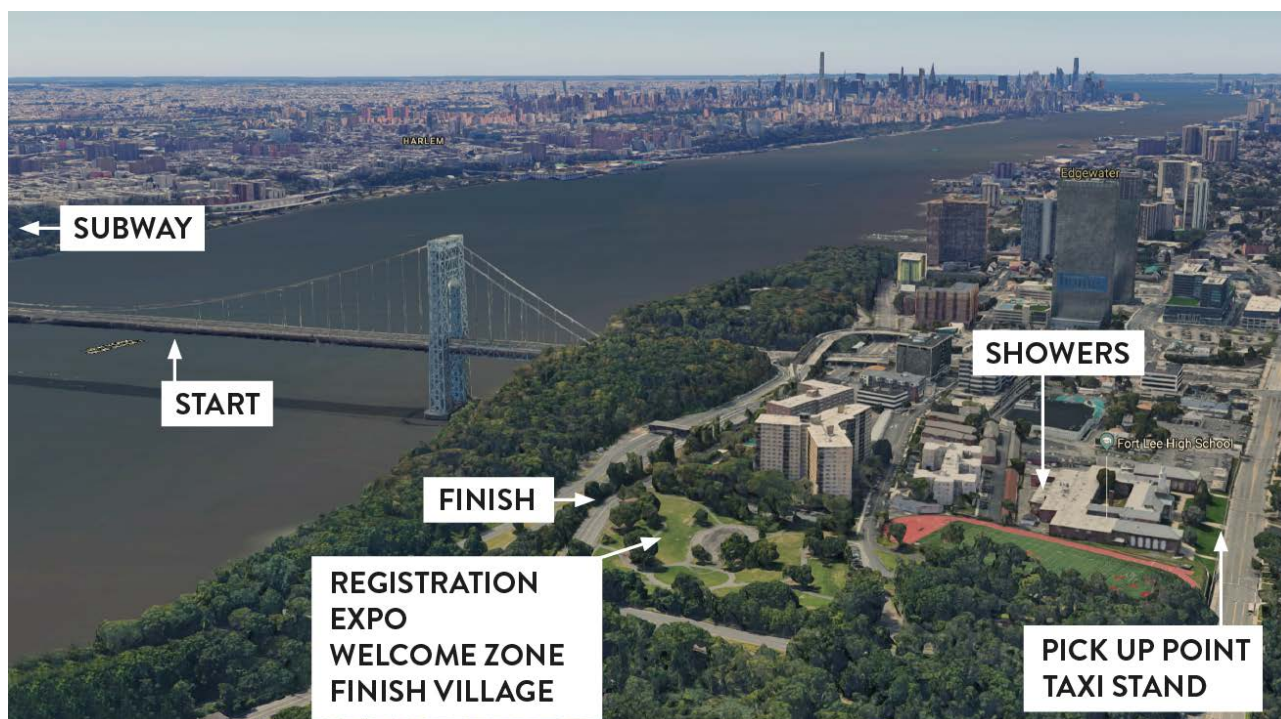 HARLEM
SUBWAY
Edgewater
START
SHOWERS
Fort Lee High School
FINISH
REGISTRATION
EXPO
WELCOME ZONE
FINISH VILLAGE
PICK UP POINT
TAXI STAND